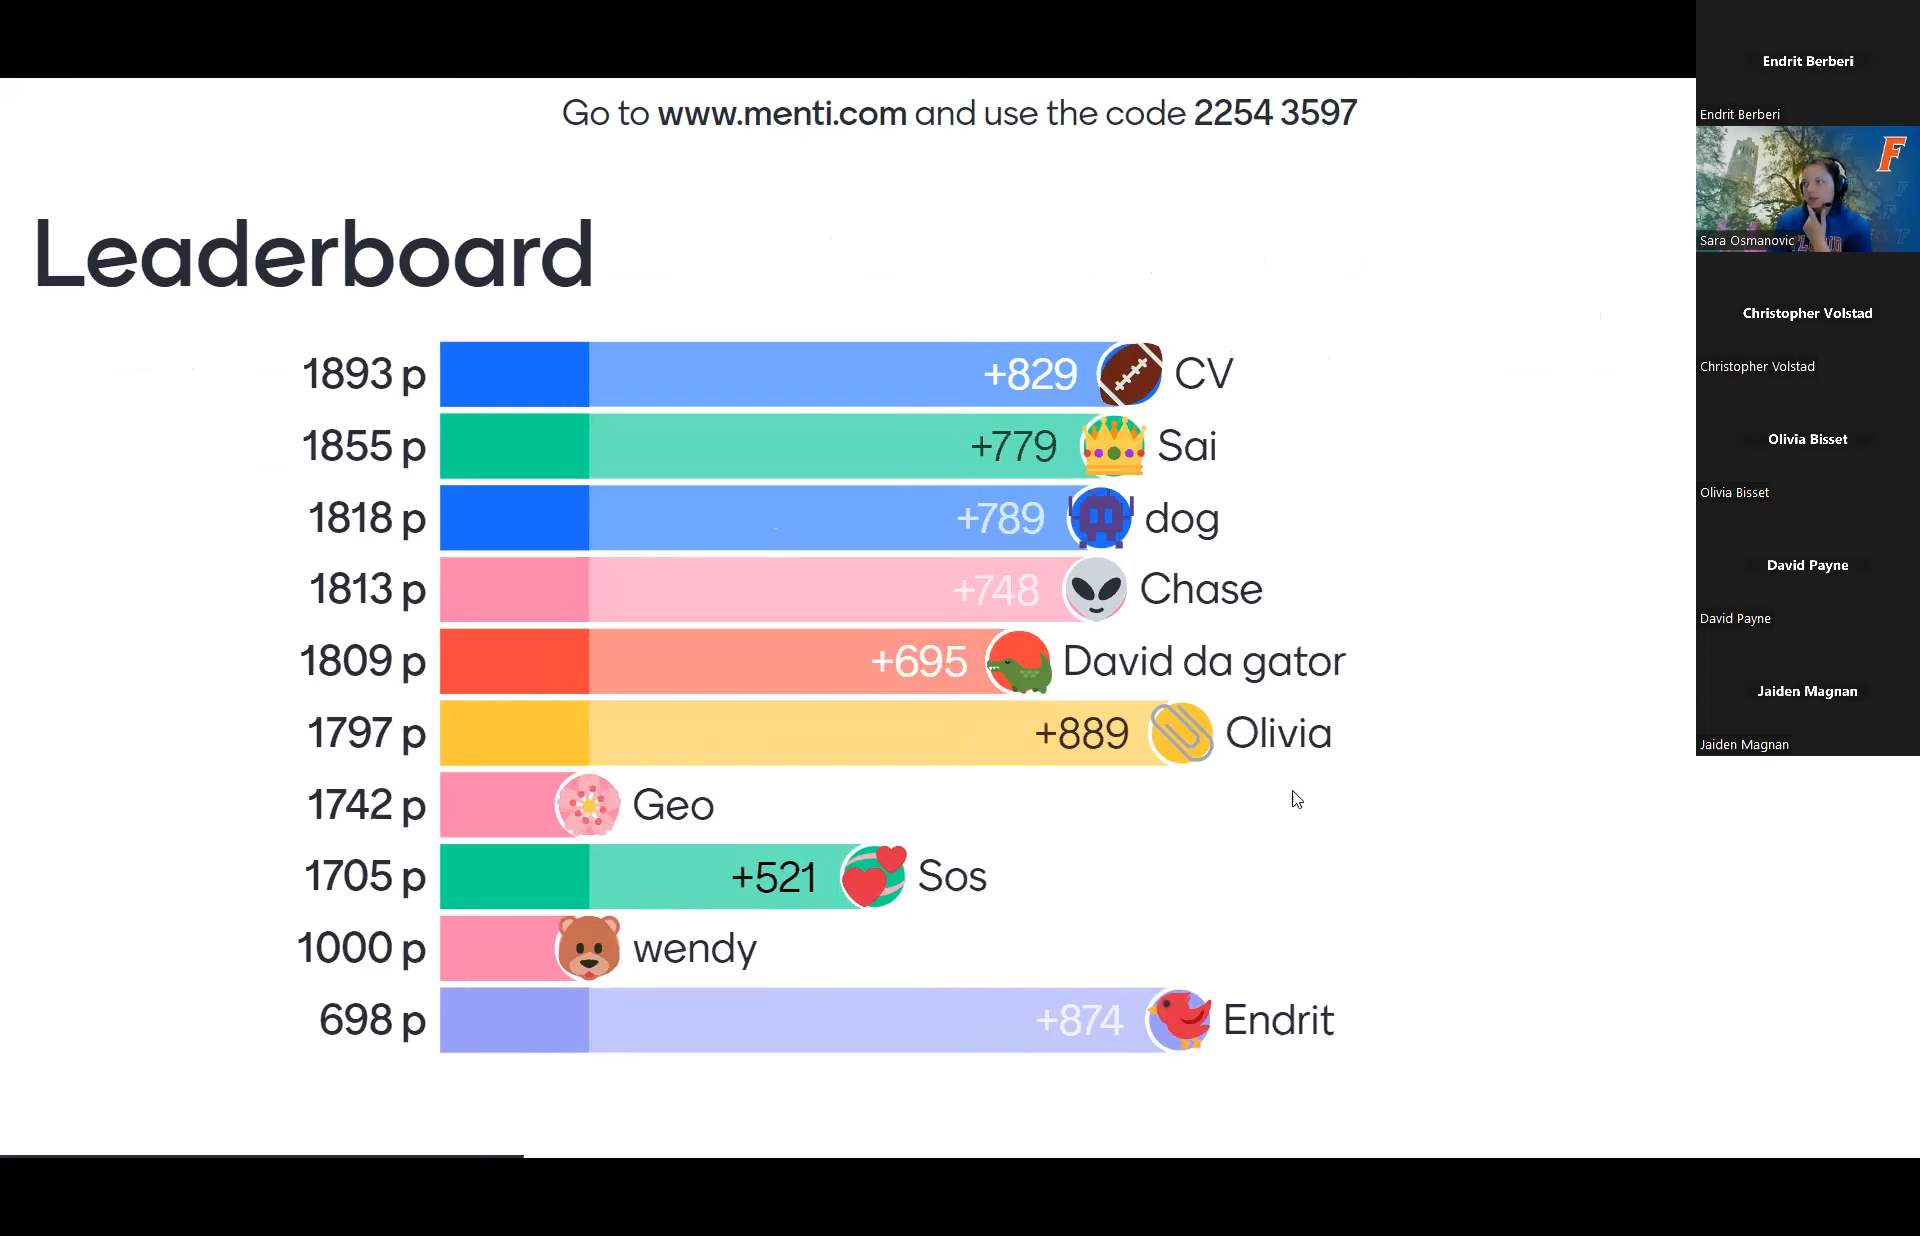 Go to www.menti.com and use the code 2254 3597
Leaderboard
1893 p +829 CV
1855 p +779 Sai
1818 p +789 dog
1813 p +748 Chase
1809 p +695 David da gator
1797 p +889 Olivia
1742 p Geo
1705 p +521 Sos
1000 p wendy
698 p +874 Endrit
Endrit Berberi
Endrit Berberi
F
Sara Osmanovic
Christopher Volstad
Christopher Volstad
Olivia Bisset
Olivia Bisset
David Payne
David Payne
Jaiden Magnan
Jaiden Magnan